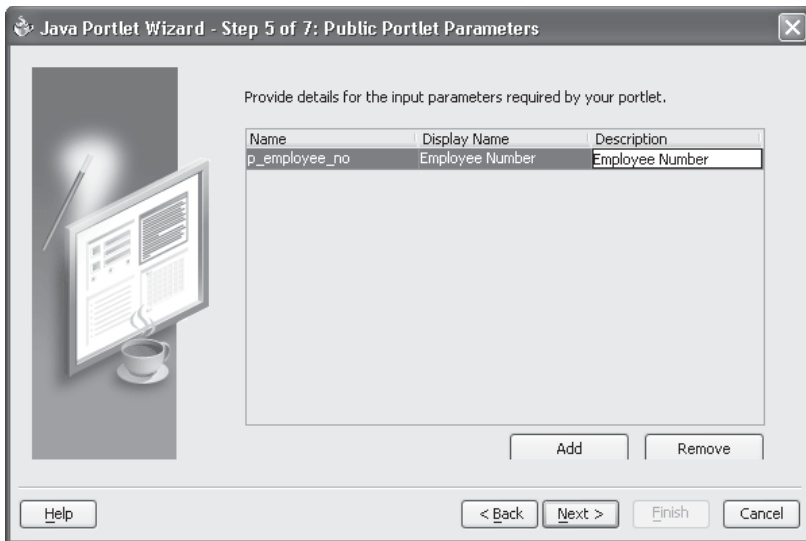 Java Portlet Wizard - Step 5 of 7: Public Portlet Parameters
Provide details for the input parameters required by your portlet.
Name Display Name Description
p_employee_no Employee Number Employee Number
Add Remove
Help < Back Next > Finish Cancel